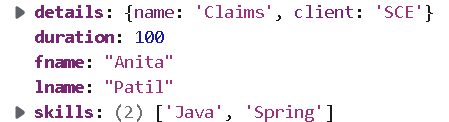 details: {name: 'Claims', client: 'SCE'}
duration: 100
fname: "Anita"
lname: "Patil"
skills: (2) ['Java', 'Spring']